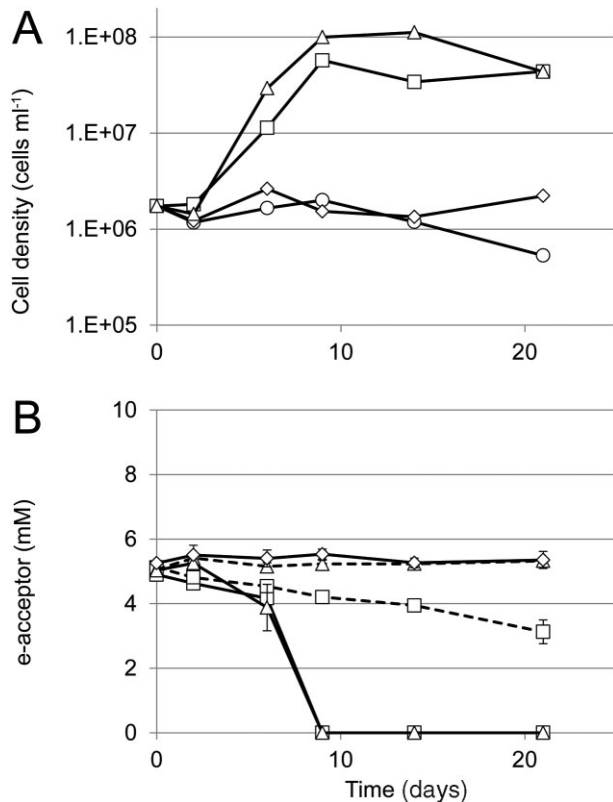 A
Cell density (cells ml⁻¹)
1.E+08
1.E+07
1.E+06
1.E+05
0 10 20
B
e-acceptor (mM)
10
8
6
4
2
0
0 10 20
Time (days)